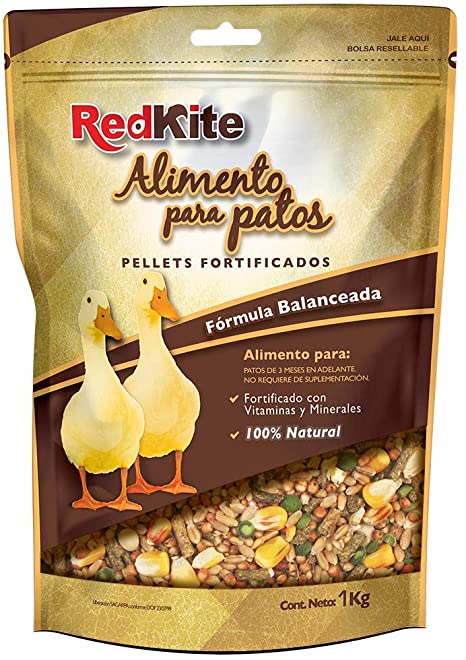 JALE AQUÍ
BOLSA RESELLABLE
RedKite
Alimento
para patos
PELLETS FORTIFICADOS
Fórmula Balanceada
Alimento para:
PATOS DE 3 MESES EN ADELANTE.
NO REQUIERE DE SUPLEMENTACIÓN.
✓ Fortificado con
Vitaminas y Minerales
✓ 100% Natural
Cont. Neto: 1Kg